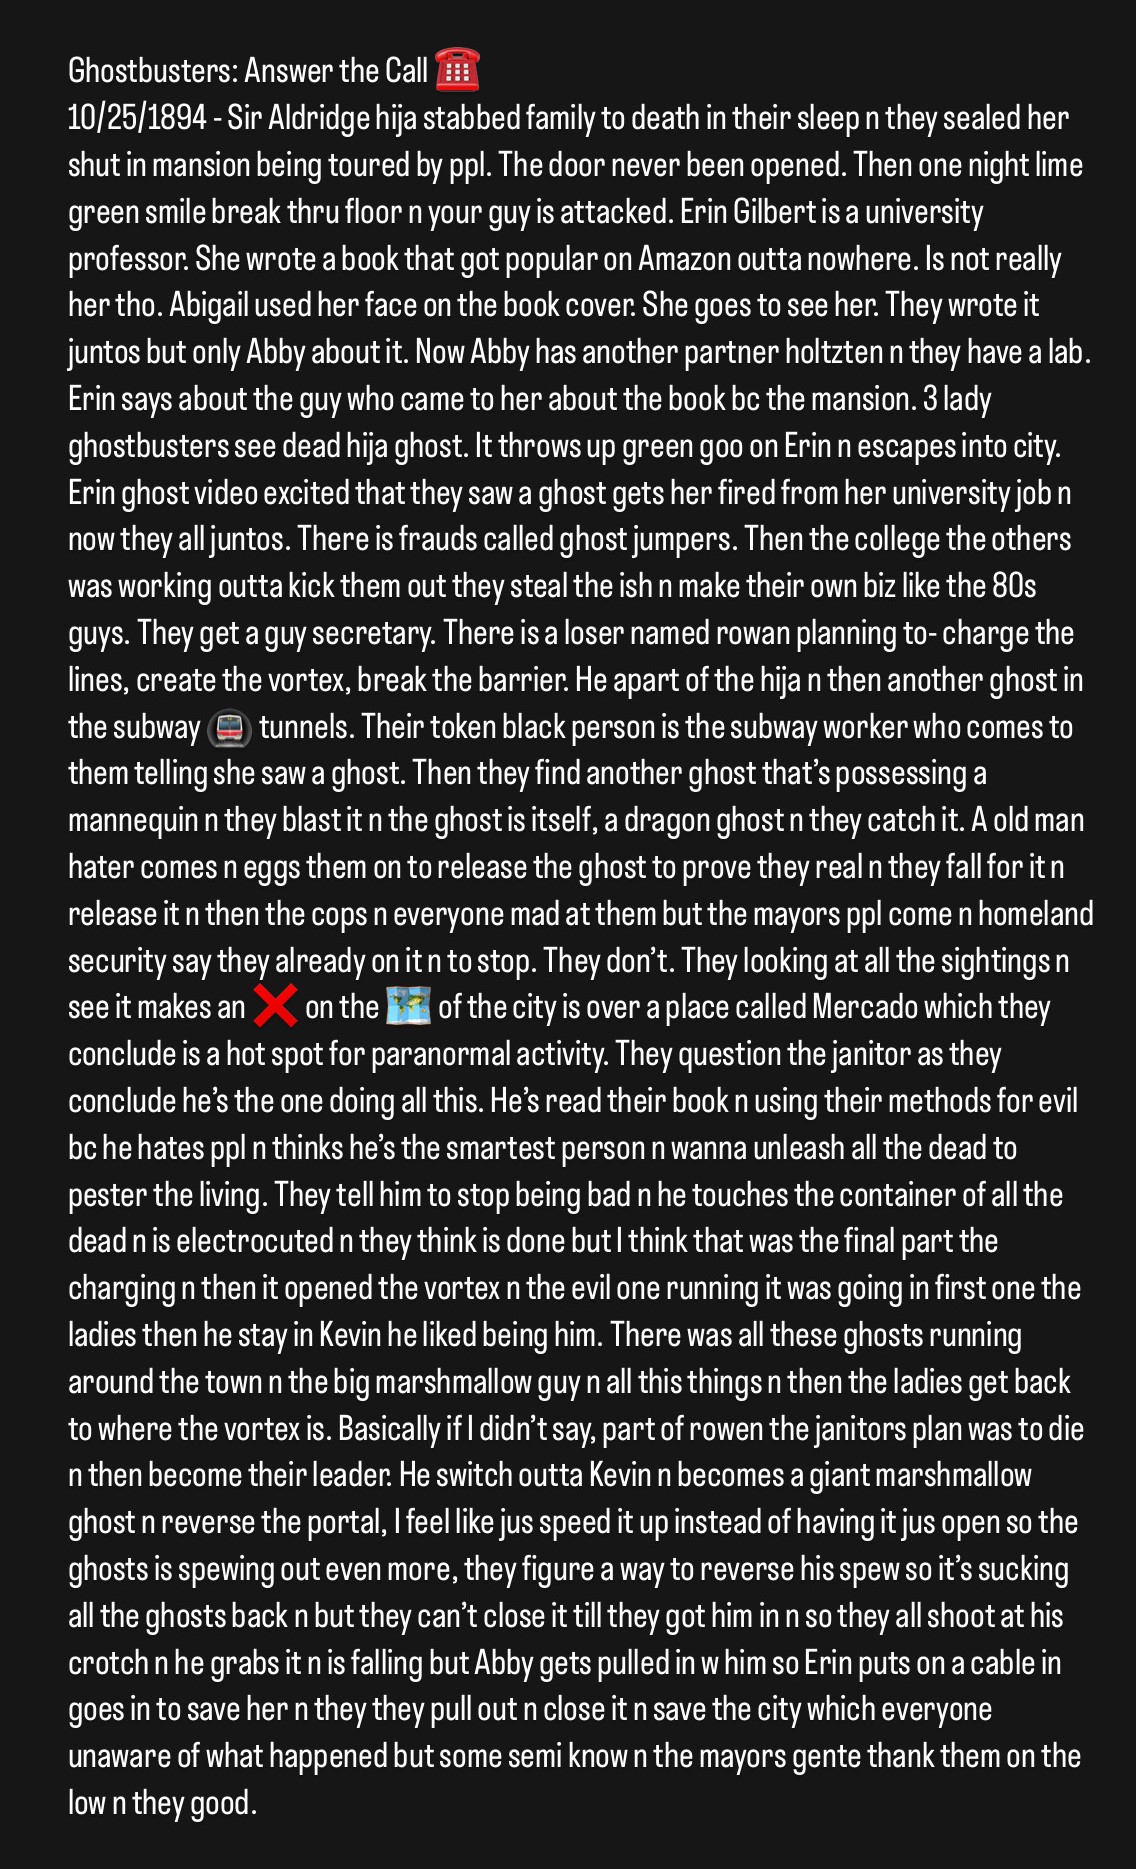 Ghostbusters: Answer the Call ☎️
10/25/1894 - Sir Aldridge hija stabbed family to death in their sleep n they sealed her
shut in mansion being toured by ppl. The door never been opened. Then one night lime
green smile break thru floor n your guy is attacked. Erin Gilbert is a university
professor. She wrote a book that got popular on Amazon outta nowhere. Is not really
her tho. Abigail used her face on the book cover. She goes to see her. They wrote it
juntos but only Abby about it. Now Abby has another partner holtzten n they have a lab.
Erin says about the guy who came to her about the book bc the mansion. 3 lady
ghostbusters see dead hija ghost. It throws up green goo on Erin n escapes into city.
Erin ghost video excited that they saw a ghost gets her fired from her university job n
now they all juntos. There is frauds called ghost jumpers. Then the college the others
was working outta kick them out they steal the ish n make their own biz like the 80s
guys. They get a guy secretary. There is a loser named rowan planning to- charge the
lines, create the vortex, break the barrier. He apart of the hija n then another ghost in
the subway 🚇 tunnels. Their token black person is the subway worker who comes to
them telling she saw a ghost. Then they find another ghost that's possessing a
mannequin n they blast it n the ghost is itself, a dragon ghost n they catch it. A old man
hater comes n eggs them on to release the ghost to prove they real n they fall for it n
release it n then the cops n everyone mad at them but the mayors ppl come n homeland
security say they already on it n to stop. They don't. They looking at all the sightings n
see it makes an ❌ on the 🗺️ of the city is over a place called Mercado which they
conclude is a hot spot for paranormal activity. They question the janitor as they
conclude he's the one doing all this. He's read their book n using their methods for evil
bc he hates ppl n thinks he's the smartest person n wanna unleash all the dead to
pester the living. They tell him to stop being bad n he touches the container of all the
dead n is electrocuted n they think is done but I think that was the final part the
charging n then it opened the vortex n the evil one running it was going in first one the
ladies then he stay in Kevin he liked being him. There was all these ghosts running
around the town n the big marshmallow guy n all this things n then the ladies get back
to where the vortex is. Basically if I didn't say, part of rowen the janitors plan was to die
n then become their leader. He switch outta Kevin n becomes a giant marshmallow
ghost n reverse the portal, I feel like jus speed it up instead of having it jus open so the
ghosts is spewing out even more, they figure a way to reverse his spew so it's sucking
all the ghosts back n but they can't close it till they got him in n so they all shoot at his
crotch n he grabs it n is falling but Abby gets pulled in w him so Erin puts on a cable in
goes in to save her n they they pull out n close it n save the city which everyone
unaware of what happened but some semi know n the mayors gente thank them on the
low n they good.